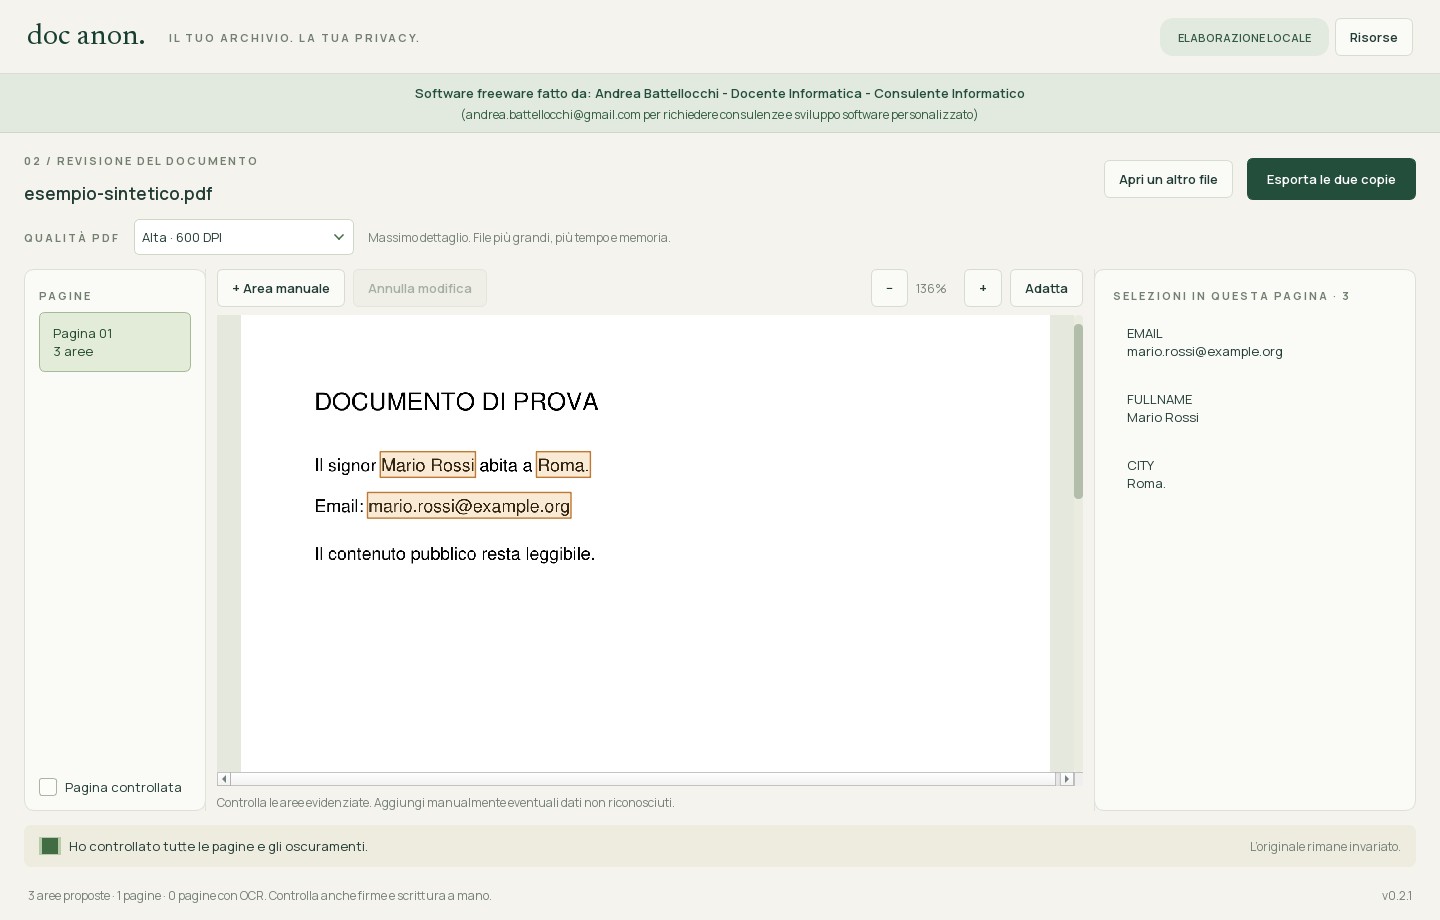 doc anon.
IL TUO ARCHIVIO. LA TUA PRIVACY.
ELABORAZIONE LOCALE
Risorse
Software freeware fatto da: Andrea Battellocchi - Docente Informatica - Consulente Informatico
(andrea.battellocchi@gmail.com per richiedere consulenze e sviluppo software personalizzato)
02 / REVISIONE DEL DOCUMENTO
esempio-sintetico.pdf
Apri un altro file
Esporta le due copie
QUALITÀ PDF
Alta · 600 DPI
Massimo dettaglio. File più grandi, più tempo e memoria.
PAGINE
Pagina 01
3 aree
Pagina controllata
+ Area manuale
Annulla modifica
−
136%
+
Adatta
DOCUMENTO DI PROVA
Il signor Mario Rossi abita a Roma.
Email: mario.rossi@example.org
Il contenuto pubblico resta leggibile.
Controlla le aree evidenziate. Aggiungi manualmente eventuali dati non riconosciuti.
SELEZIONI IN QUESTA PAGINA · 3
EMAIL
mario.rossi@example.org
FULLNAME
Mario Rossi
CITY
Roma.
Ho controllato tutte le pagine e gli oscuramenti.
L'originale rimane invariato.
3 aree proposte · 1 pagine · 0 pagine con OCR. Controlla anche firme e scrittura a mano.
v0.2.1